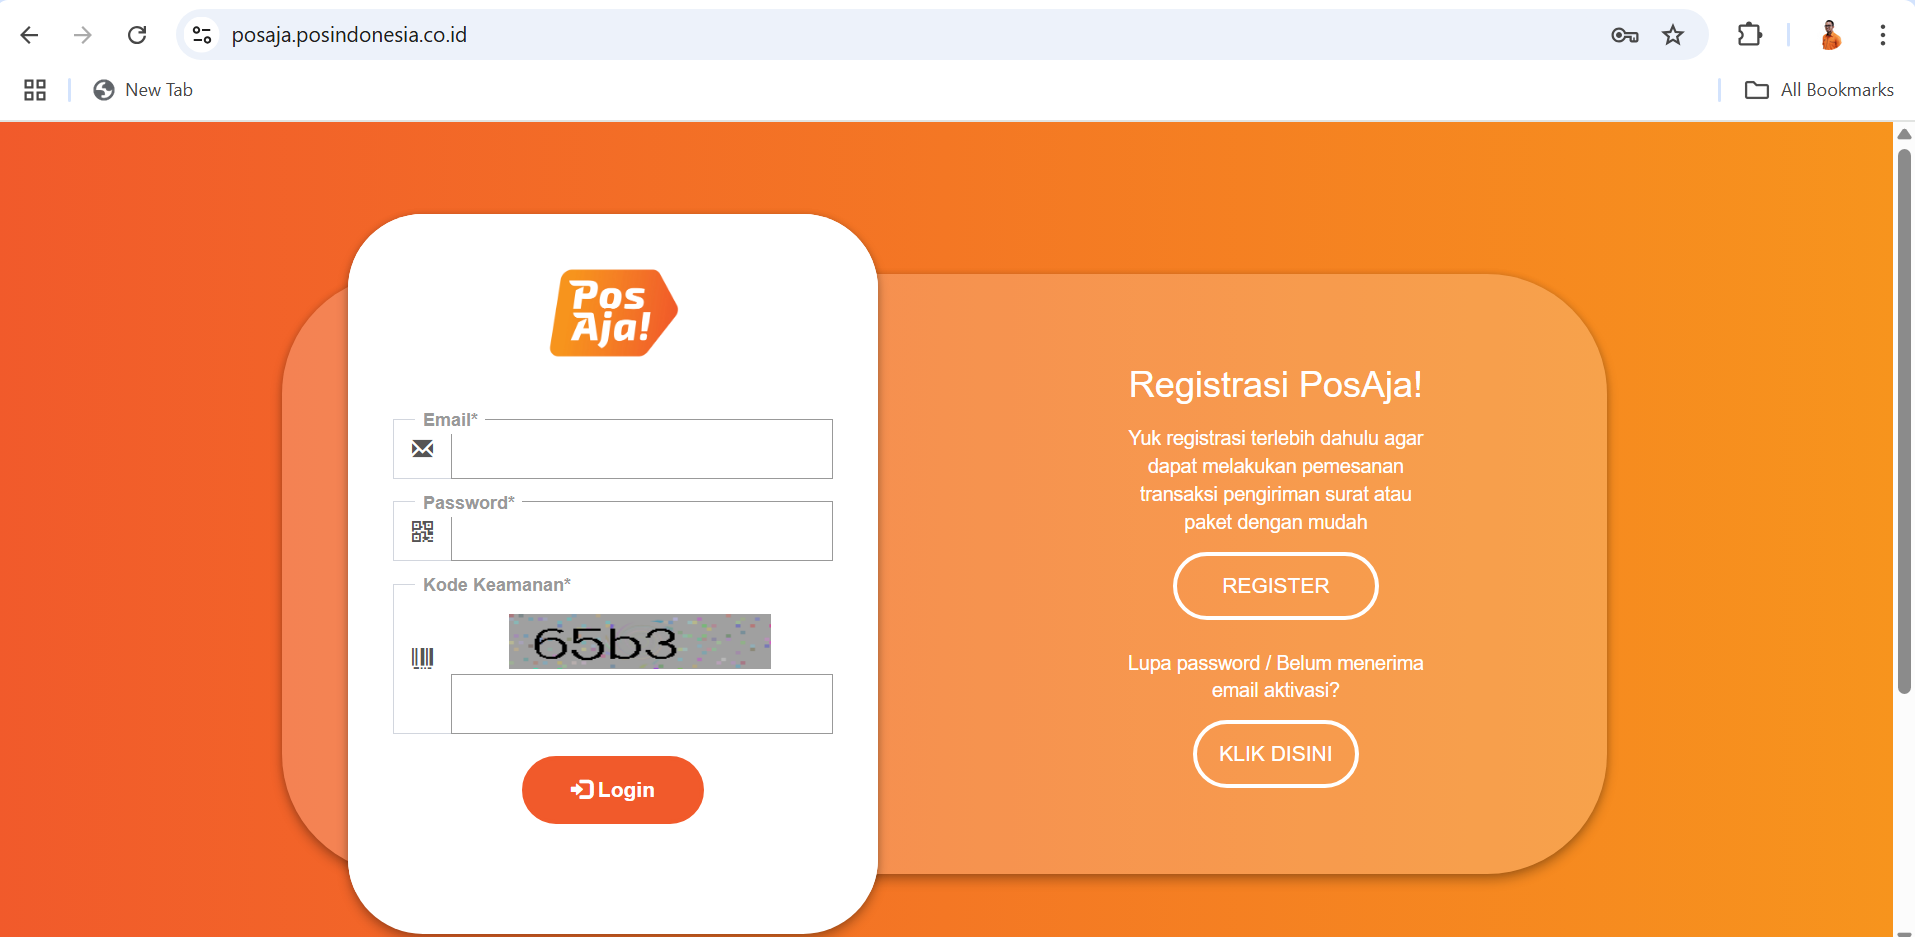 posaja.posindonesia.co.id
New Tab
All Bookmarks
Pos
Aja!
Email*
Password*
Kode Keamanan*
65b3
Login
Registrasi PosAja!
Yuk registrasi terlebih dahulu agar
dapat melakukan pemesanan
transaksi pengiriman surat atau
paket dengan mudah
REGISTER
Lupa password / Belum menerima
email aktivasi?
KLIK DISINI